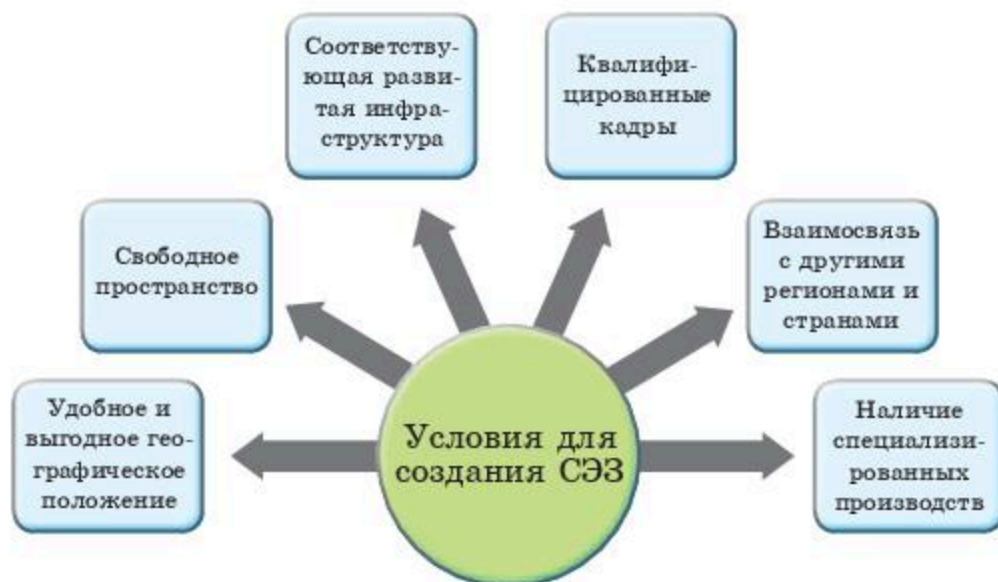 Соответству-
ющая разви-
тая инфра-
структура
Квалифи-
цированные
кадры
Свободное
пространство
Взаимосвязь
с другими
регионами и
странами
Удобное и
выгодное гео-
графическое
положение
Условия для
создания СЭЗ
Наличие
специализи-
рованных
производств